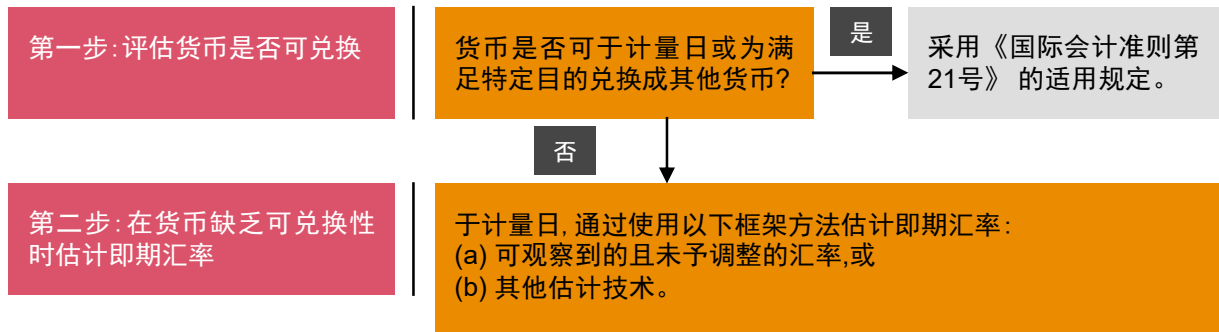 第一步:评估货币是否可兑换
货币是否可于计量日或为满
足特定目的兑换成其他货币?
是
采用《国际会计准则第
21号》 的适用规定。
否
第二步:在货币缺乏可兑换性
时估计即期汇率
于计量日, 通过使用以下框架方法估计即期汇率:
(a) 可观察到的且未予调整的汇率,或
(b) 其他估计技术。